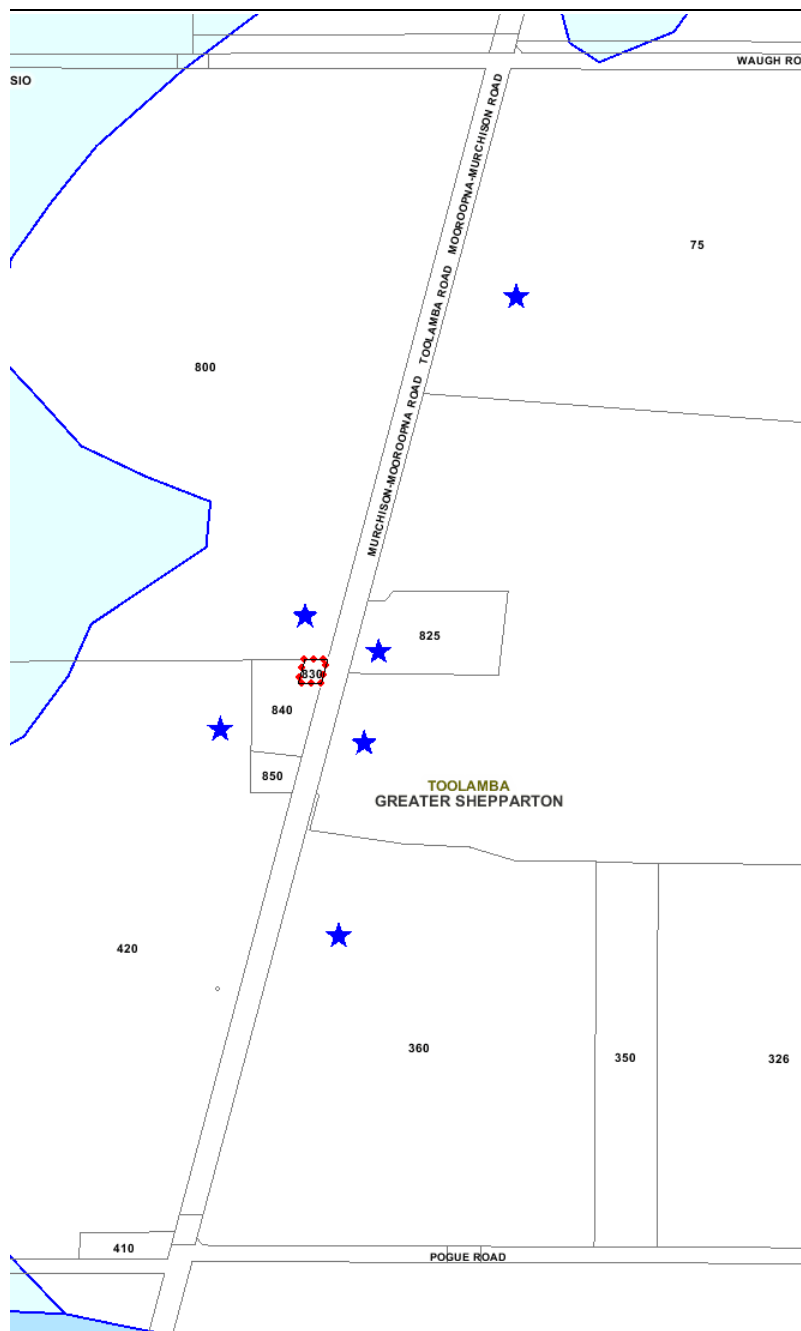 WAUGH RO
SIO
MOOROOPNA-MURCHISON ROAD
75
TOOLAMBA ROAD
800
MURCHISON-MOOROOPNA ROAD
825
830
840
850
TOOLAMBA
GREATER SHEPPARTON
420
360
350
326
410
POGUE ROAD